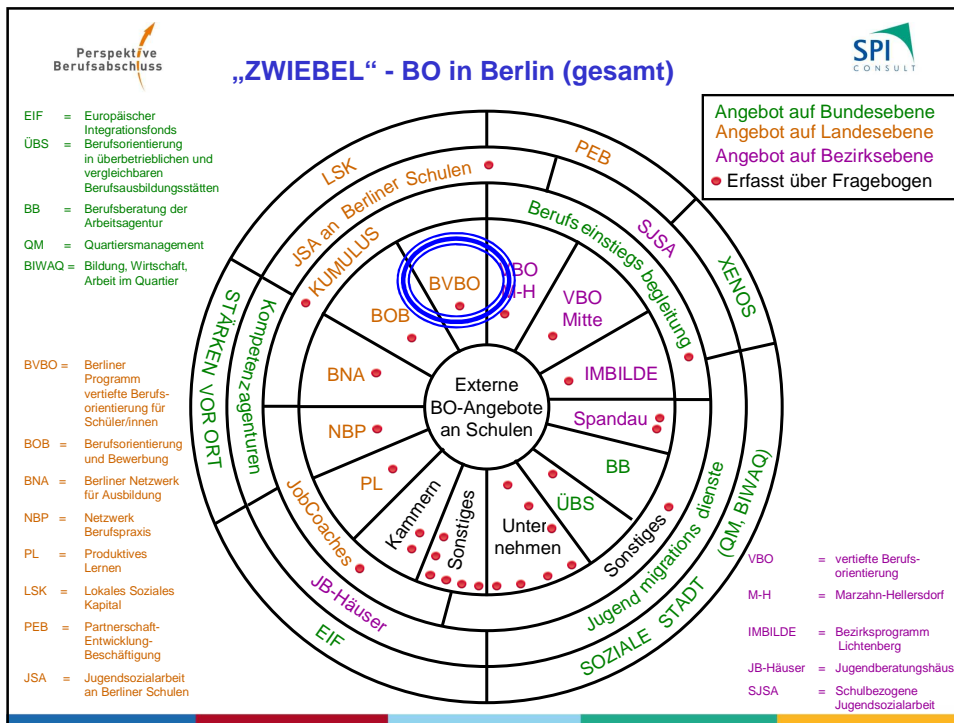 Perspektive
Berufsabschluss
„ZWIEBEL“ - BO in Berlin (gesamt)
SPI
CONSULT
Angebot auf Bundesebene
Angebot auf Landesebene
Angebot auf Bezirksebene
Erfasst über Fragebogen
EIF = Europäischer
Integrationsfonds
ÜBS = Berufsorientierung
in überbetrieblichen und
vergleichbaren
Berufsausbildungsstätten
BB = Berufsberatung der
Arbeitsagentur
QM = Quartiersmanagement
BIWAQ = Bildung, Wirtschaft,
Arbeit im Quartier
BVBO = Berliner
Programm
vertiefte Berufs-
orientierung für
Schüler/innen
BOB = Berufsorientierung
und Bewerbung
BNA = Berliner Netzwerk
für Ausbildung
NBP = Netzwerk
Berufspraxis
PL = Produktives
Lernen
LSK = Lokales Soziales
Kapital
PEB = Partnerschaft-
Entwicklung-
Beschäftigung
JSA = Jugendsozialarbeit
an Berliner Schulen
LSK
PEB
XENOS
SOZIALE STADT (QM, BIWAQ)
EIF
STÄRKEN VOR ORT
JSA an Berliner Schulen
SJSA
Jugend migrations dienste
JB-Häuser
Kompetenzagenturen
KUMULUS
Berufs einstiegs begleitung
Sonstiges
JobCoaches
BVBO
BO
M-H
VBO
Mitte
IMBILDE
Spandau
BB
ÜBS
Unter
nehmen
Sonstiges
Kammern
PL
NBP
BNA
BOB
Externe
BO-Angebote
an Schulen
VBO = vertiefte Berufs-
orientierung
M-H = Marzahn-Hellersdorf
IMBILDE = Bezirksprogramm
Lichtenberg
JB-Häuser = Jugendberatungshäus
SJSA = Schulbezogene
Jugendsozialarbeit